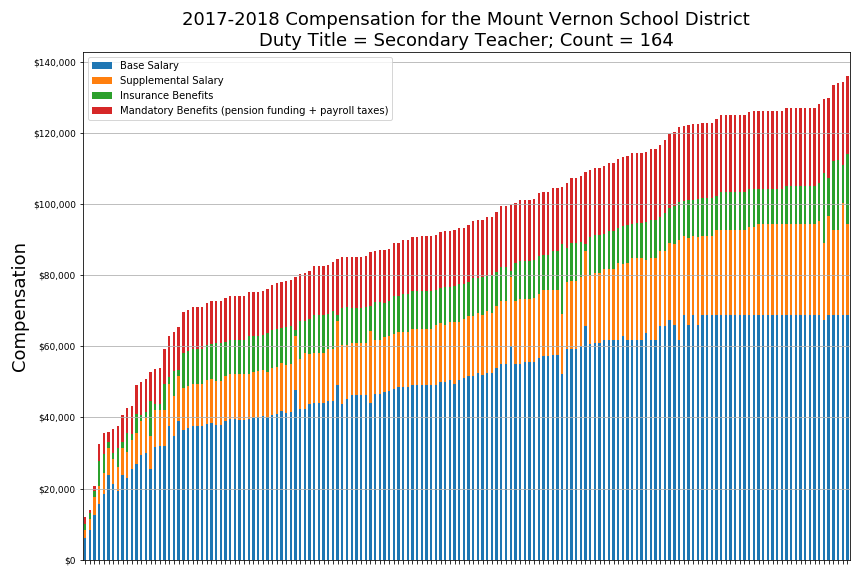 2017-2018 Compensation for the Mount Vernon School District
Duty Title = Secondary Teacher; Count = 164
$140,000
$120,000
$100,000
$80,000
$60,000
$40,000
$20,000
$0
Compensation
Base Salary
Supplemental Salary
Insurance Benefits
Mandatory Benefits (pension funding + payroll taxes)